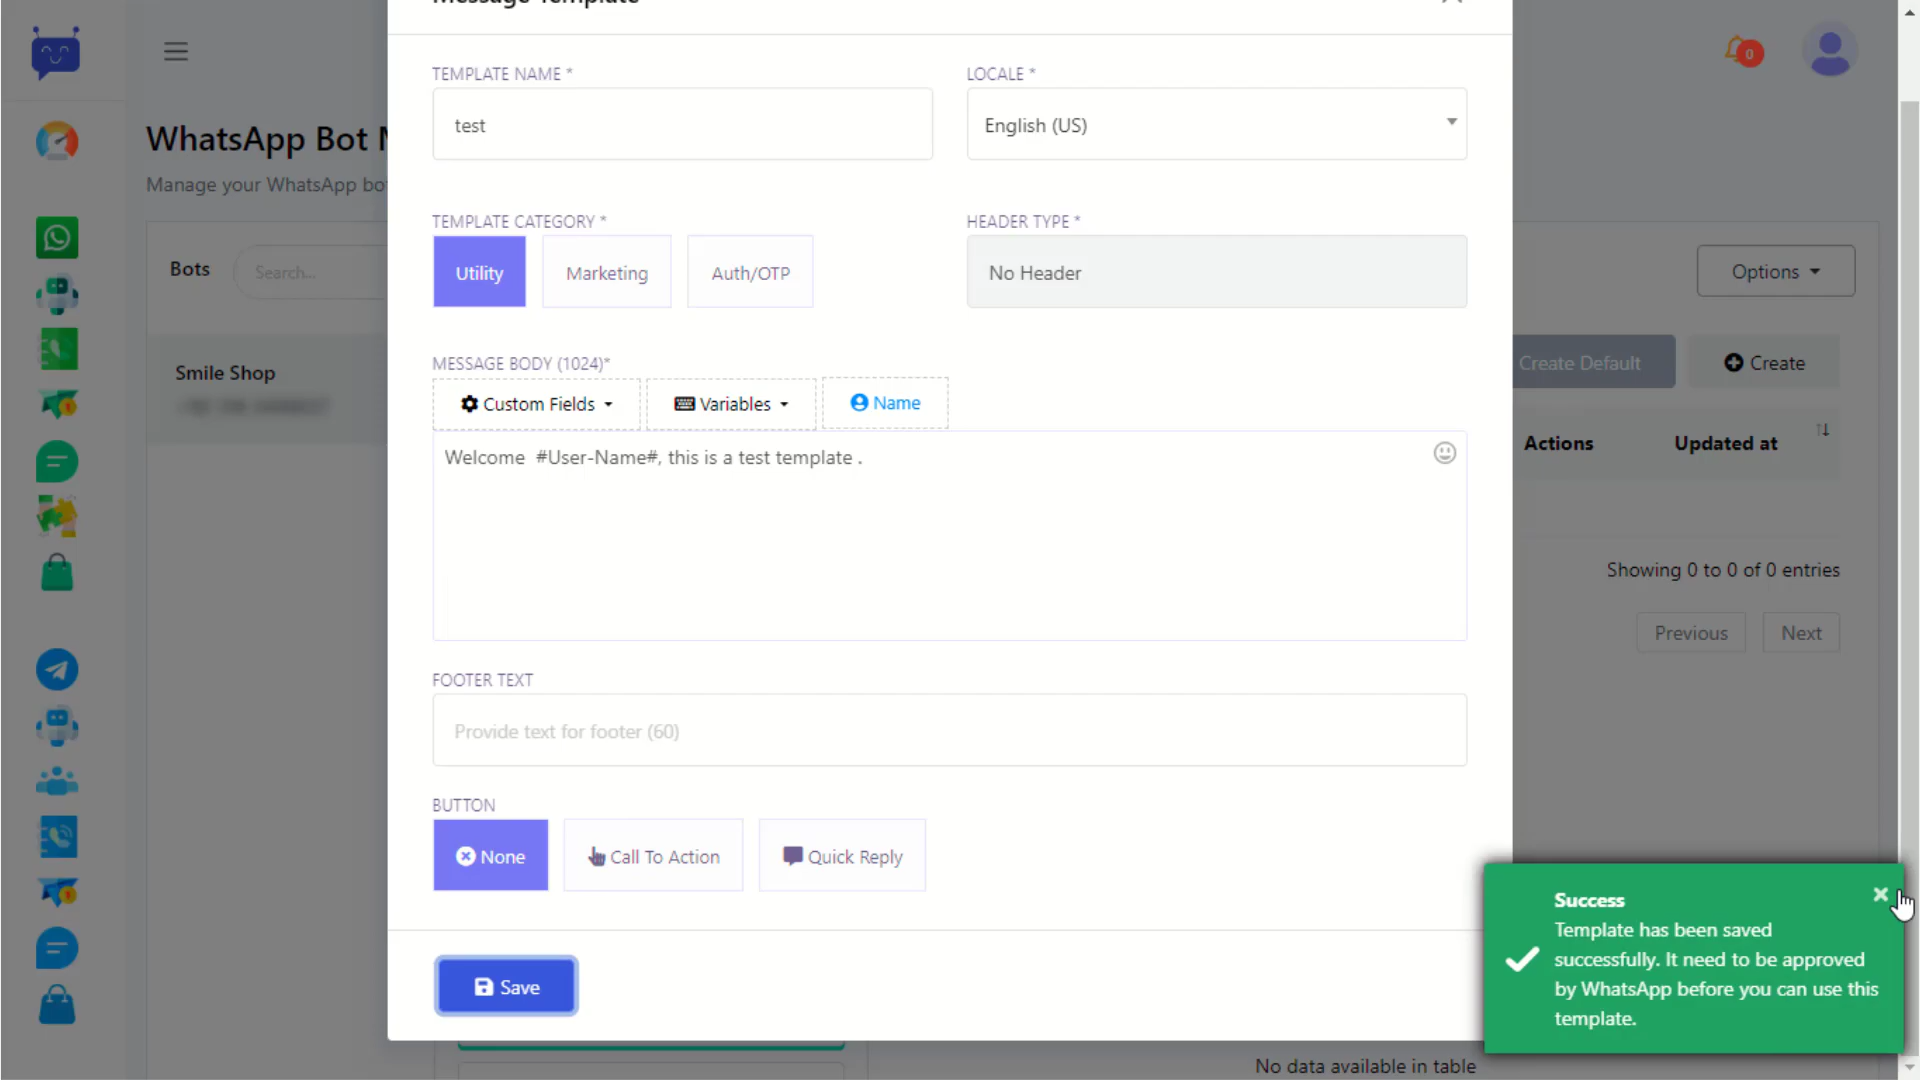 Message Template
0
TEMPLATE NAME *
LOCALE *
test
English (US)
WhatsApp Bot
Manage your WhatsApp bo
TEMPLATE CATEGORY *
HEADER TYPE *
Utility
Marketing
Auth/OTP
No Header
Bots
Search...
Options
MESSAGE BODY (1024)*
Smile Shop
Create Default
Create
Custom Fields
Variables
Name
Welcome #User-Name#, this is a test template .
Actions
Updated at
Showing 0 to 0 of 0 entries
Previous
Next
FOOTER TEXT
Provide text for footer (60)
BUTTON
None
Call To Action
Quick Reply
Save
Success
Template has been saved
successfully. It need to be approved
by WhatsApp before you can use this
template.
No data available in table